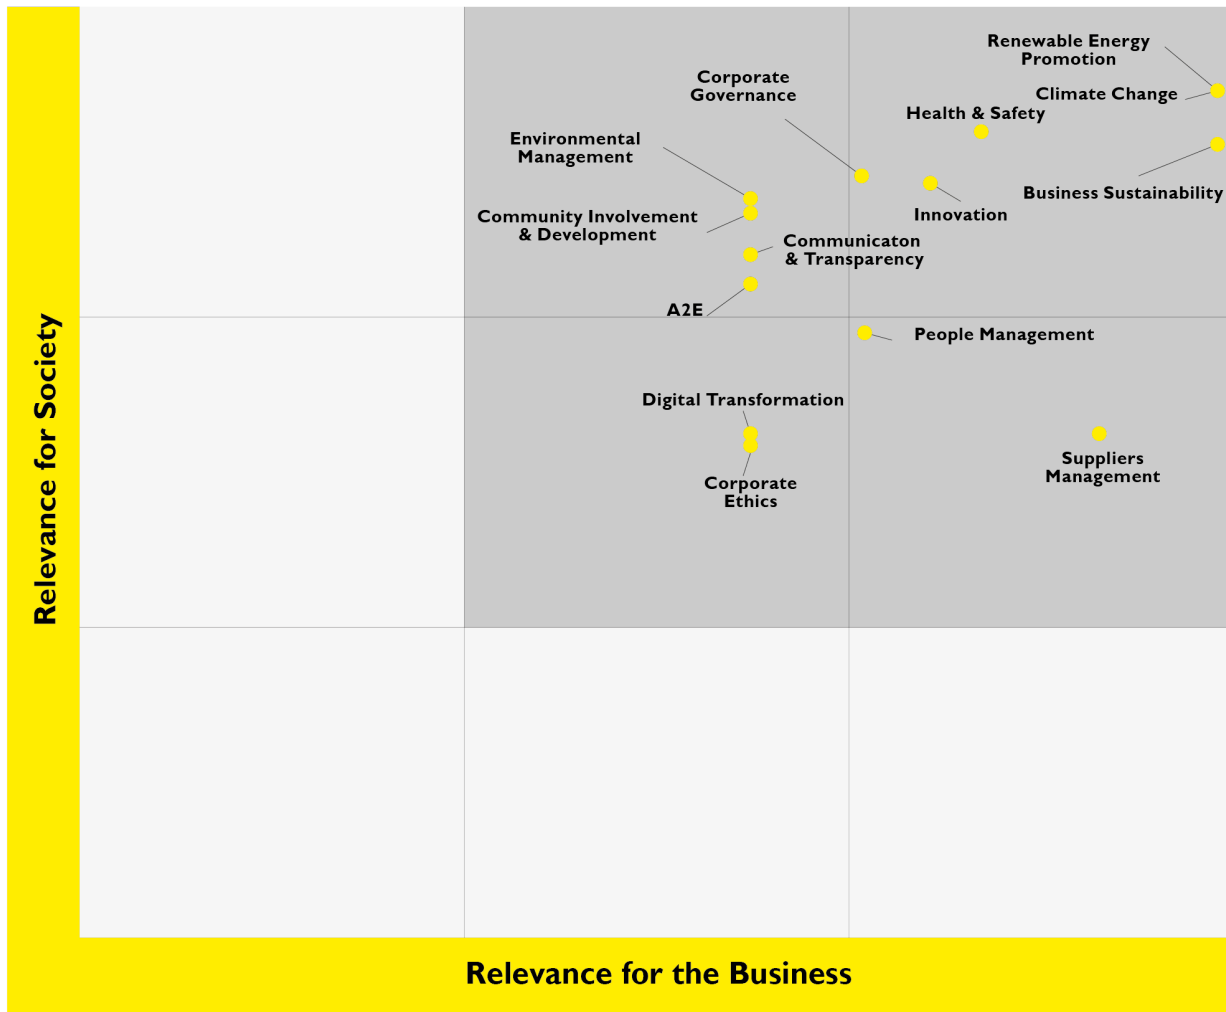 Renewable Energy
Promotion
Corporate
Governance
Climate Change
Health & Safety
Environmental
Management
Business Sustainability
Innovation
Community Involvement
& Development
Communicaton
& Transparency
A2E
People Management
Digital Transformation
Suppliers
Management
Corporate
Ethics
Relevance for Society
Relevance for the Business